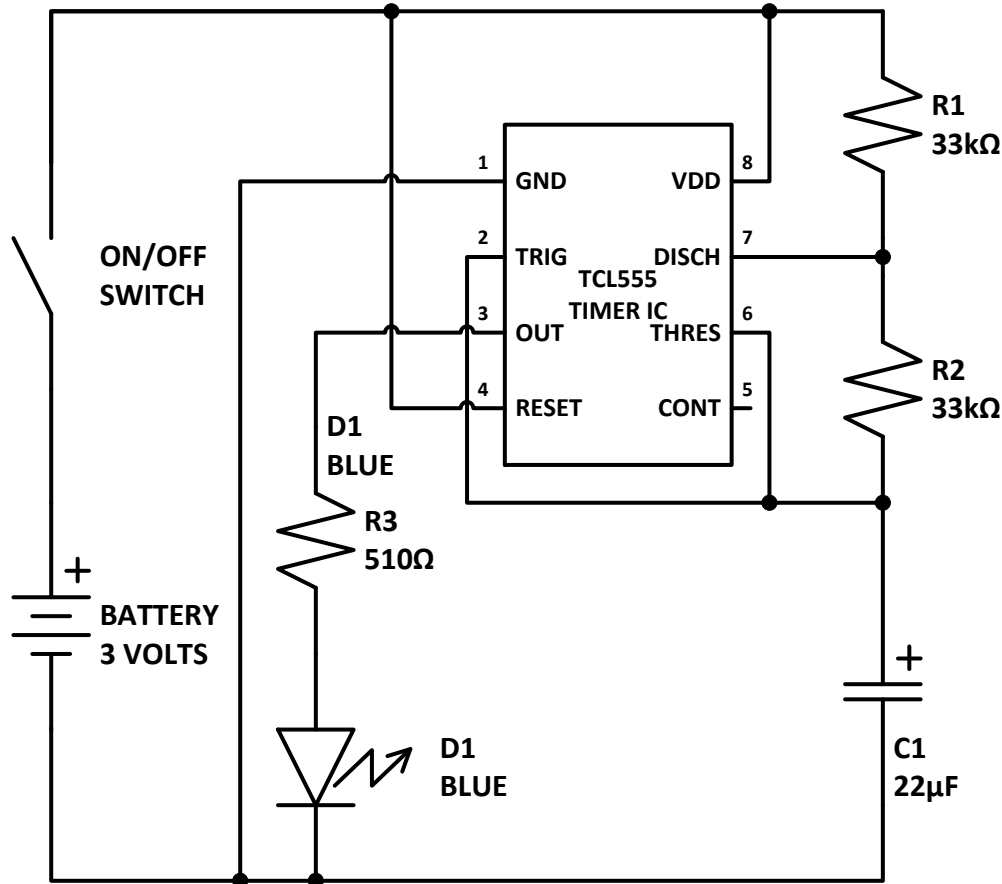 R1
33kΩ
1
GND
VDD
8
ON/OFF
SWITCH
2
TRIG
DISCH
7
TCL555
TIMER IC
3
OUT
THRES
6
R2
33kΩ
4
RESET
CONT
5
D1
BLUE
R3
510Ω
+
BATTERY
3 VOLTS
+
D1
BLUE
C1
22µF